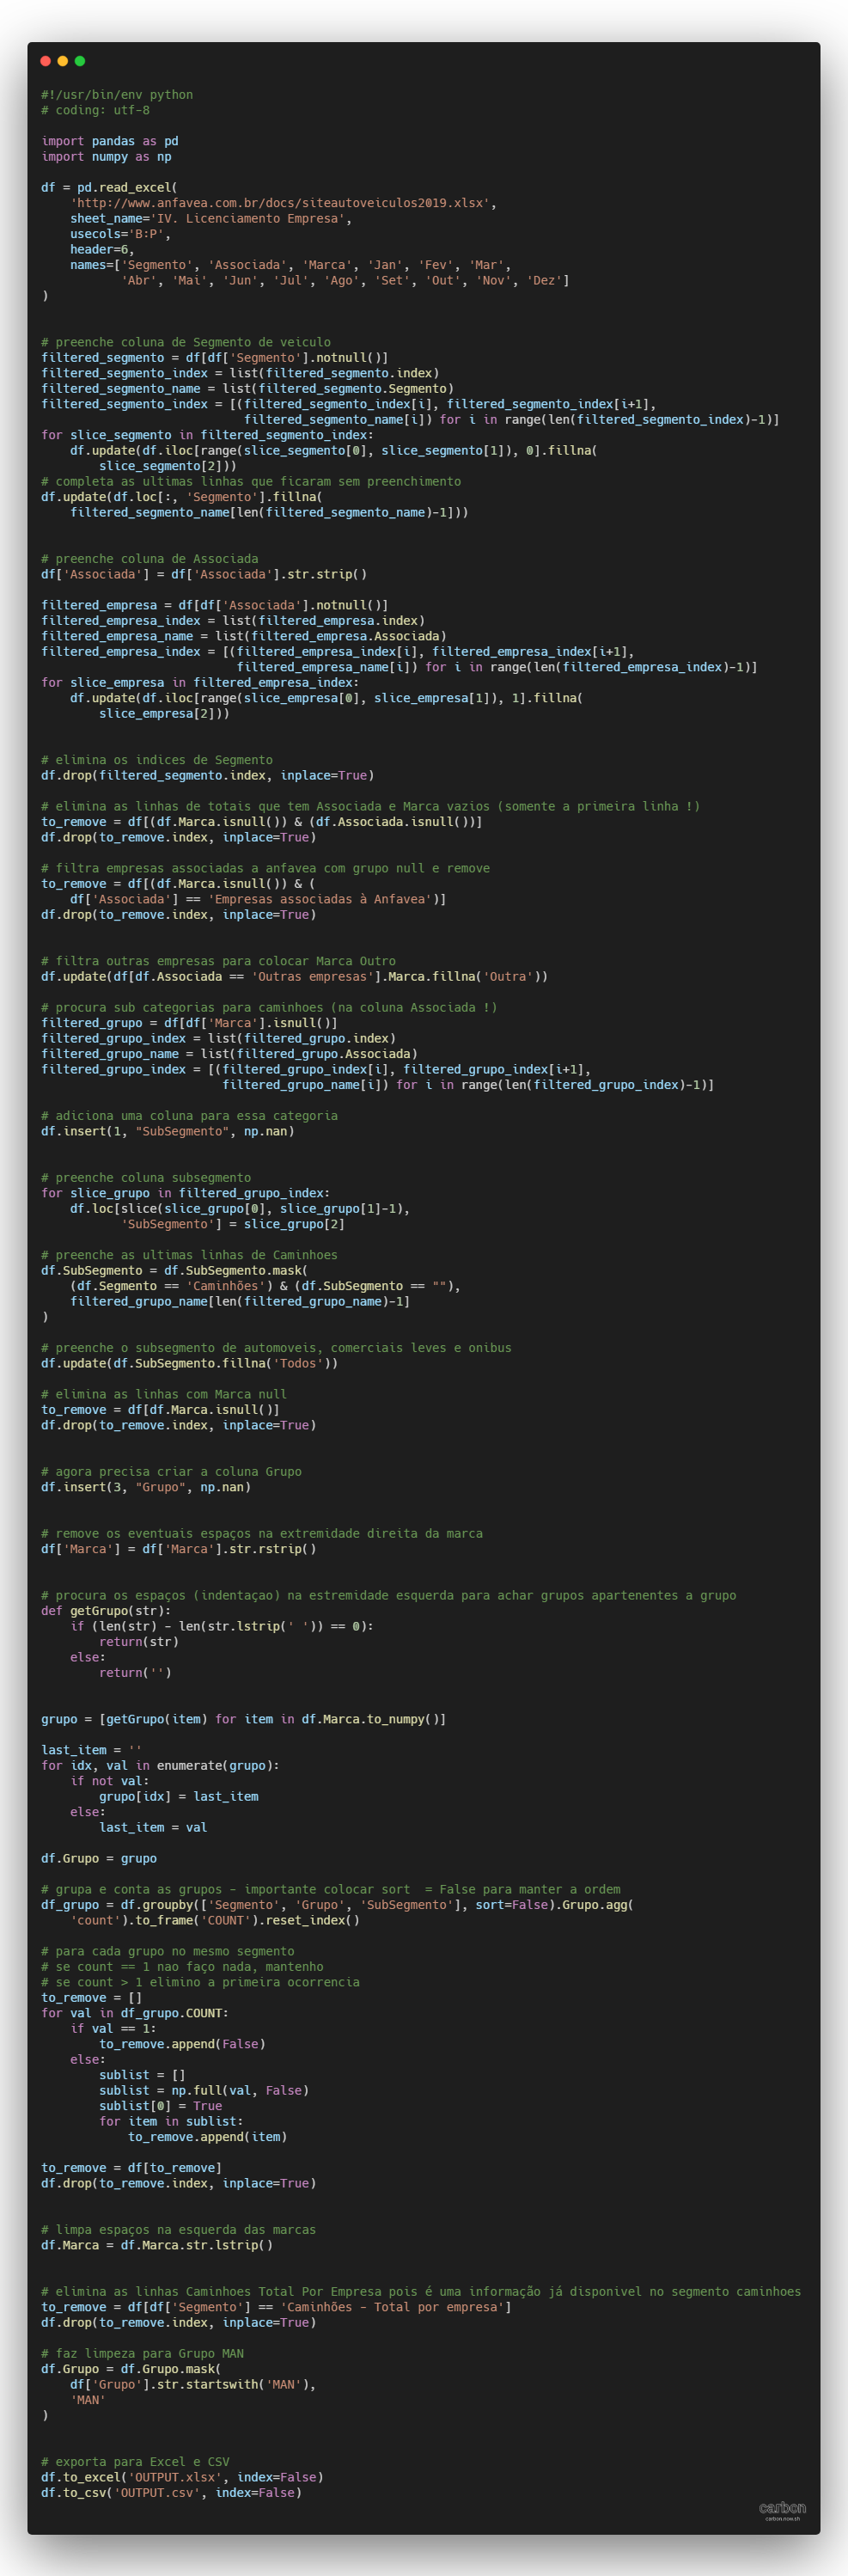 #!/usr/bin/env python
# coding: utf-8
import pandas as pd
import numpy as np
df = pd.read_excel(
    'http://www.anfavea.com.br/docs/siteautoveiculos2019.xlsx',
    sheet_name='IV. Licenciamento Empresa',
    usecols='B:P',
    header=6,
    names=['Segmento', 'Associada', 'Marca', 'Jan', 'Fev', 'Mar',
           'Abr', 'Mai', 'Jun', 'Jul', 'Ago', 'Set', 'Out', 'Nov', 'Dez']
)
# preenche coluna de Segmento de veiculo
filtered_segmento = df[df['Segmento'].notnull()]
filtered_segmento_index = list(filtered_segmento.index)
filtered_segmento_name = list(filtered_segmento.Segmento)
filtered_segmento_index = [(filtered_segmento_index[i], filtered_segmento_index[i+1],
                            filtered_segmento_name[i]) for i in range(len(filtered_segmento_index)-1)]
for slice_segmento in filtered_segmento_index:
    df.update(df.iloc[range(slice_segmento[0], slice_segmento[1]), 0].fillna(
        slice_segmento[2]))
# completa as ultimas linhas que ficaram sem preenchimento
df.update(df.loc[:, 'Segmento'].fillna(
    filtered_segmento_name[len(filtered_segmento_name)-1]))
# preenche coluna de Associada
df['Associada'] = df['Associada'].str.strip()
filtered_empresa = df[df['Associada'].notnull()]
filtered_empresa_index = list(filtered_empresa.index)
filtered_empresa_name = list(filtered_empresa.Associada)
filtered_empresa_index = [(filtered_empresa_index[i], filtered_empresa_index[i+1],
                           filtered_empresa_name[i]) for i in range(len(filtered_empresa_index)-1)]
for slice_empresa in filtered_empresa_index:
    df.update(df.iloc[range(slice_empresa[0], slice_empresa[1]), 1].fillna(
        slice_empresa[2]))
# elimina os indices de Segmento
df.drop(filtered_segmento.index, inplace=True)
# elimina as linhas de totais que tem Associada e Marca vazios (somente a primeira linha !)
to_remove = df[(df.Marca.isnull()) & (df.Associada.isnull())]
df.drop(to_remove.index, inplace=True)
# filtra empresas associadas a anfavea com grupo null e remove
to_remove = df[(df.Marca.isnull()) & (
    df['Associada'] == 'Empresas associadas à Anfavea')]
df.drop(to_remove.index, inplace=True)
# filtra outras empresas para colocar Marca Outro
df.update(df[df.Associada == 'Outras empresas'].Marca.fillna('Outra'))
# procura sub categorias para caminhoes (na coluna Associada !)
filtered_grupo = df[df['Marca'].isnull()]
filtered_grupo_index = list(filtered_grupo.index)
filtered_grupo_name = list(filtered_grupo.Associada)
filtered_grupo_index = [(filtered_grupo_index[i], filtered_grupo_index[i+1],
                         filtered_grupo_name[i]) for i in range(len(filtered_grupo_index)-1)]
# adiciona uma coluna para essa categoria
df.insert(1, "SubSegmento", np.nan)
# preenche coluna subsegmento
for slice_grupo in filtered_grupo_index:
    df.loc[slice(slice_grupo[0], slice_grupo[1]-1),
           'SubSegmento'] = slice_grupo[2]
# preenche as ultimas linhas de Caminhoes
df.SubSegmento = df.SubSegmento.mask(
    (df.Segmento == 'Caminhões') & (df.SubSegmento == ""),
    filtered_grupo_name[len(filtered_grupo_name)-1]
)
# preenche o subsegmento de automoveis, comerciais leves e onibus
df.update(df.SubSegmento.fillna('Todos'))
# elimina as linhas com Marca null
to_remove = df[df.Marca.isnull()]
df.drop(to_remove.index, inplace=True)
# agora precisa criar a coluna Grupo
df.insert(3, "Grupo", np.nan)
# remove os eventuais espaços na extremidade direita da marca
df['Marca'] = df['Marca'].str.rstrip()
# procura os espaços (indentaçao) na estremidade esquerda para achar grupos apartenentes a grupo
def getGrupo(str):
    if (len(str) - len(str.lstrip(' ')) == 0):
        return(str)
    else:
        return('')
grupo = [getGrupo(item) for item in df.Marca.to_numpy()]
last_item = ''
for idx, val in enumerate(grupo):
    if not val:
        grupo[idx] = last_item
    else:
        last_item = val
df.Grupo = grupo
# grupa e conta as grupos - importante colocar sort  = False para manter a ordem
df_grupo = df.groupby(['Segmento', 'Grupo', 'SubSegmento'], sort=False).Grupo.agg(
    'count').to_frame('COUNT').reset_index()
# para cada grupo no mesmo segmento
# se count == 1 nao faço nada, mantenho
# se count > 1 elimino a primeira ocorrencia
to_remove = []
for val in df_grupo.COUNT:
    if val == 1:
        to_remove.append(False)
    else:
        sublist = []
        sublist = np.full(val, False)
        sublist[0] = True
        for item in sublist:
            to_remove.append(item)
to_remove = df[to_remove]
df.drop(to_remove.index, inplace=True)
# limpa espaços na esquerda das marcas
df.Marca = df.Marca.str.lstrip()
# elimina as linhas Caminhoes Total Por Empresa pois é uma informação já disponivel no segmento caminhoes
to_remove = df[df['Segmento'] == 'Caminhões - Total por empresa']
df.drop(to_remove.index, inplace=True)
# faz limpeza para Grupo MAN
df.Grupo = df.Grupo.mask(
    df['Grupo'].str.startswith('MAN'),
    'MAN'
)
# exporta para Excel e CSV
df.to_excel('OUTPUT.xlsx', index=False)
df.to_csv('OUTPUT.csv', index=False)
carbon
carbon.now.sh